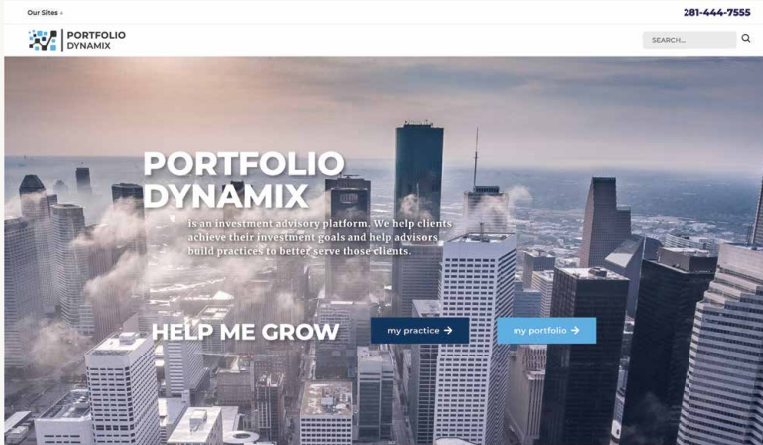 Our Sites
281-444-7555
PORTFOLIO
DYNAMIX
SEARCH...
PORTFOLIO
DYNAMIX
is an investment advisory platform. We help clients
achieve their investment goals and help advisors
build practices to better serve those clients.
HELP ME GROW
my practice →
my portfolio →